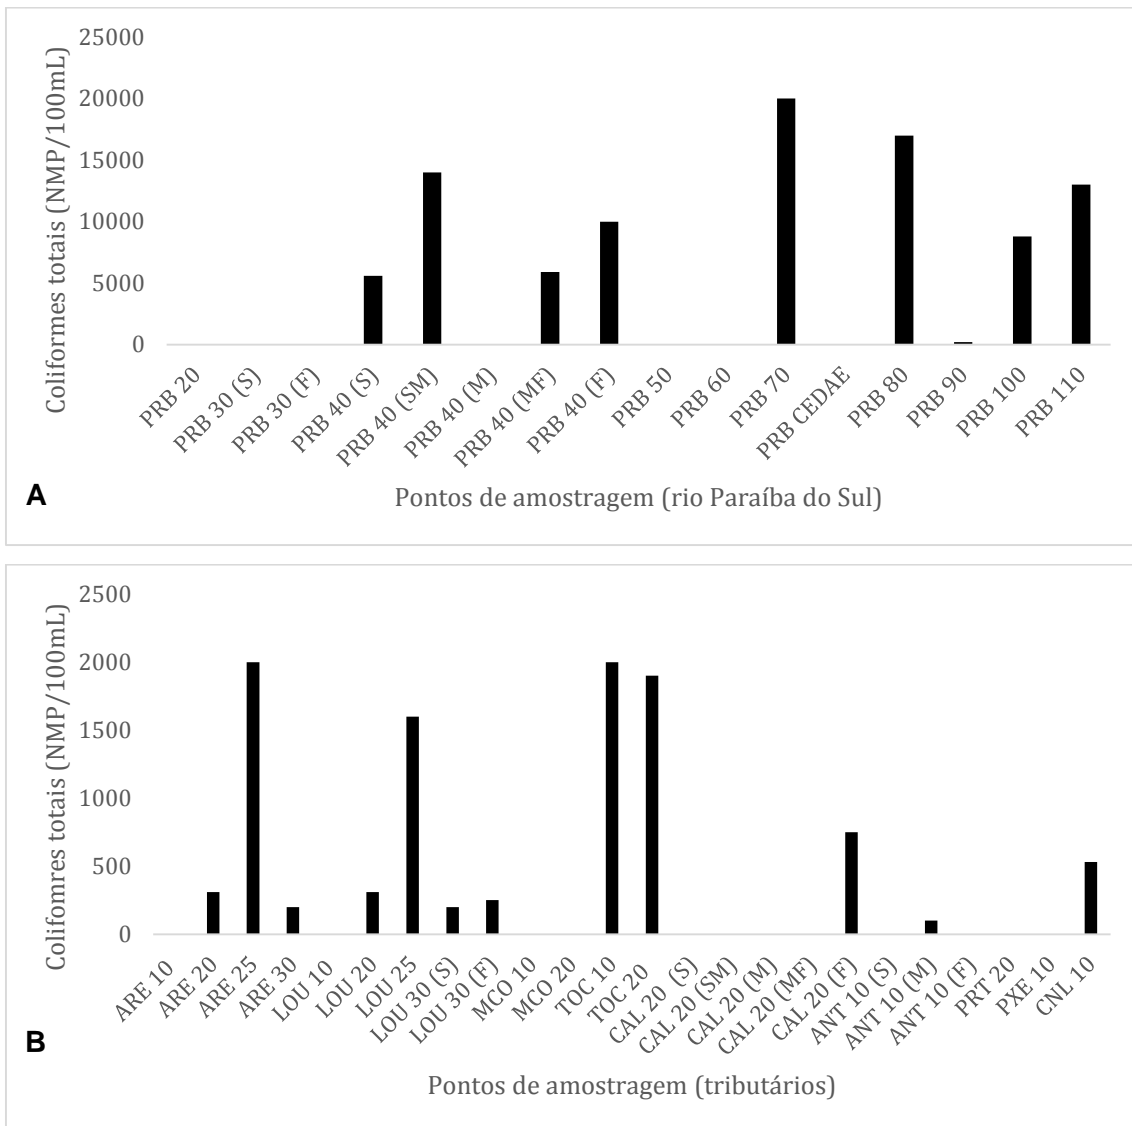 Coliformes totais (NMP/100mL)
25000
20000
15000
10000
5000
0
PRB 20
PRB 30 (S)
PRB 30 (F)
PRB 40 (S)
PRB 40 (SM)
PRB 40 (M)
PRB 40 (MF)
PRB 40 (F)
PRB 50
PRB 60
PRB 70
PRB CEDAE
PRB 80
PRB 90
PRB 100
PRB 110
A
Pontos de amostragem (rio Paraíba do Sul)
Colifomres totais (NMP/100mL)
2500
2000
1500
1000
500
0
ARE 10
ARE 20
ARE 25
ARE 30
LOU 10
LOU 20
LOU 25
LOU 30 (S)
LOU 30 (F)
MCO 10
MCO 20
TOC 10
TOC 20
CAL 20 (S)
CAL 20 (SM)
CAL 20 (M)
CAL 20 (MF)
CAL 20 (F)
ANT 10 (S)
ANT 10 (M)
ANT 10 (F)
PRT 20
PXE 10
CNL 10
B
Pontos de amostragem (tributários)